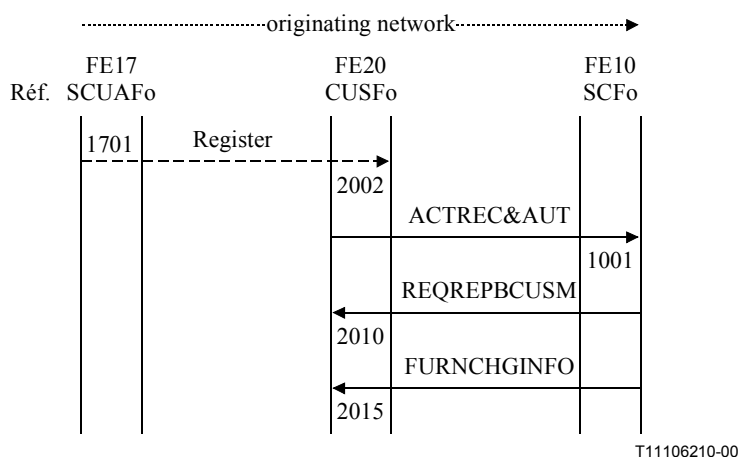 originating network
FE17 FE20 FE10
Réf. SCUAFo CUSFo SCFo
1701 Register
2002
ACTREC&AUT
1001
REQREPBCUSM
2010
FURNCHGINFO
2015
T11106210-00